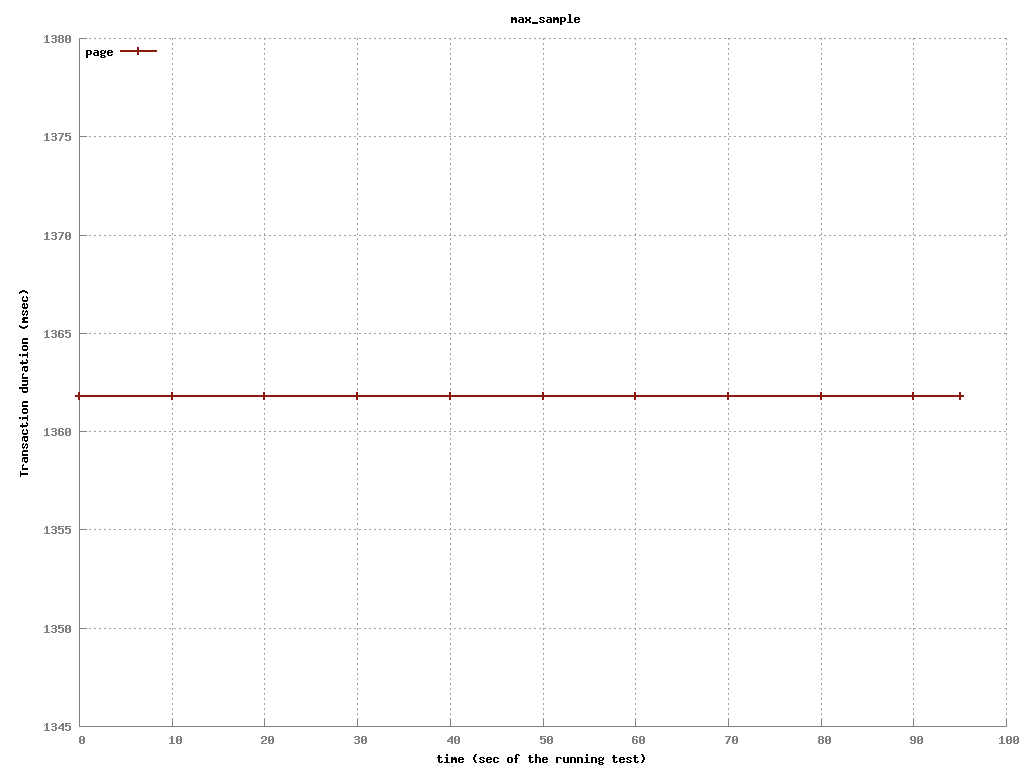 max_sample
1380
page
1375
1370
1365
1360
1355
1350
1345
Transaction duration (msec)
0 10 20 30 40 50 60 70 80 90 100
time (sec of the running test)